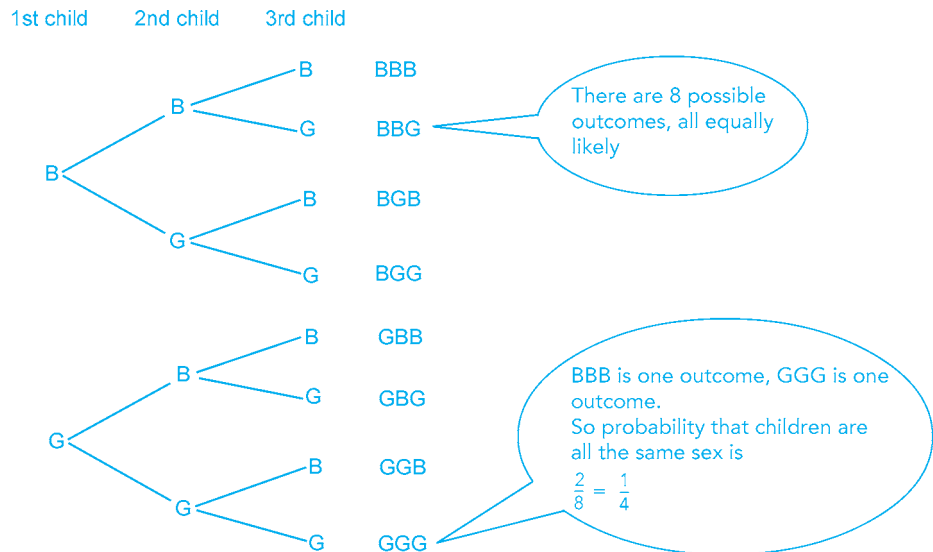 1st child 2nd child 3rd child
B BBB
B
G BBG
There are 8 possible
outcomes, all equally
likely
B
B BGB
G
G BGG
B GBB
B
G GBG
G
B GGB
G
G GGG
BBB is one outcome, GGG is one
outcome.
So probability that children are
all the same sex is
2/8 = 1/4